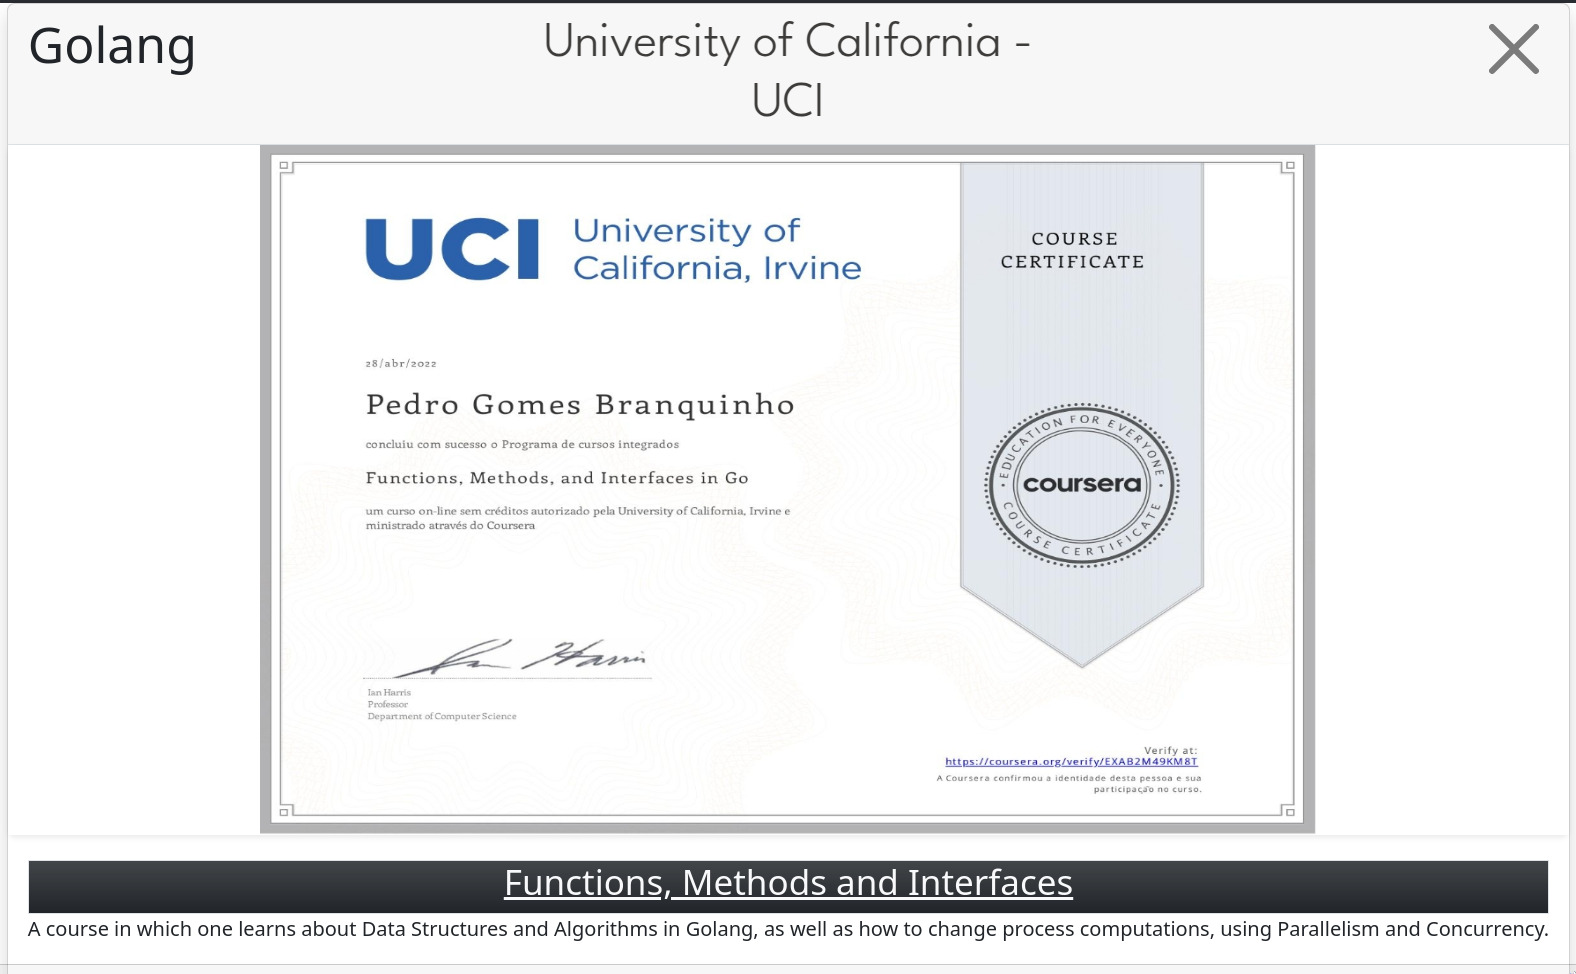 Golang
University of California -
UCI
UCI
University of
California, Irvine
COURSE
CERTIFICATE
28/abr/2022
Pedro Gomes Branquinho
concluiu com sucesso o Programa de cursos integrados
Functions, Methods, and Interfaces in Go
um curso on-line sem créditos autorizado pela University of California, Irvine e
ministrado através do Coursera
EDUCATION FOR EVERYONE
coursera
COURSE CERTIFICATE
Ian Harris
Ian Harris
Professor
Department of Computer Science
Verify at:
https://coursera.org/verify/EXAB2M49KM8T
A Coursera confirmou a identidade desta pessoa e sua
participação no curso.
Functions, Methods and Interfaces
A course in which one learns about Data Structures and Algorithms in Golang, as well as how to change process computations, using Parallelism and Concurrency.